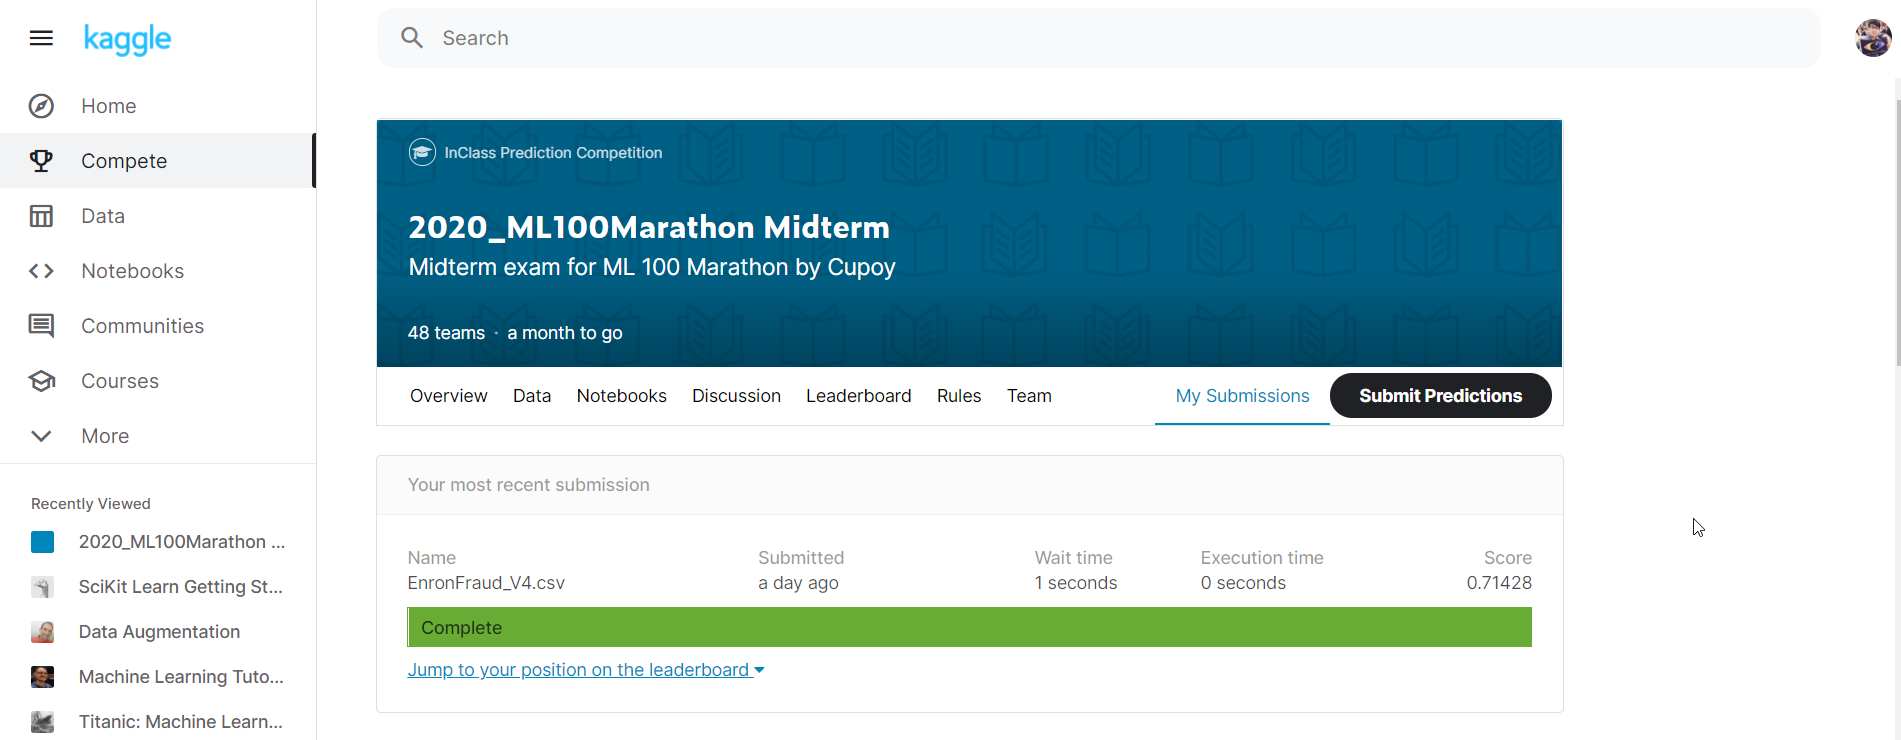 kaggle
Search
Home
Compete
Data
Notebooks
Communities
Courses
More
Recently Viewed
2020_ML100Marathon ...
SciKit Learn Getting St...
Data Augmentation
Machine Learning Tuto...
Titanic: Machine Learn...
InClass Prediction Competition
2020_ML100Marathon Midterm
Midterm exam for ML 100 Marathon by Cupoy
48 teams · a month to go
Overview Data Notebooks Discussion Leaderboard Rules Team My Submissions Submit Predictions
Your most recent submission
Name Submitted Wait time Execution time Score
EnronFraud_V4.csv a day ago 1 seconds 0 seconds 0.71428
Complete
Jump to your position on the leaderboard